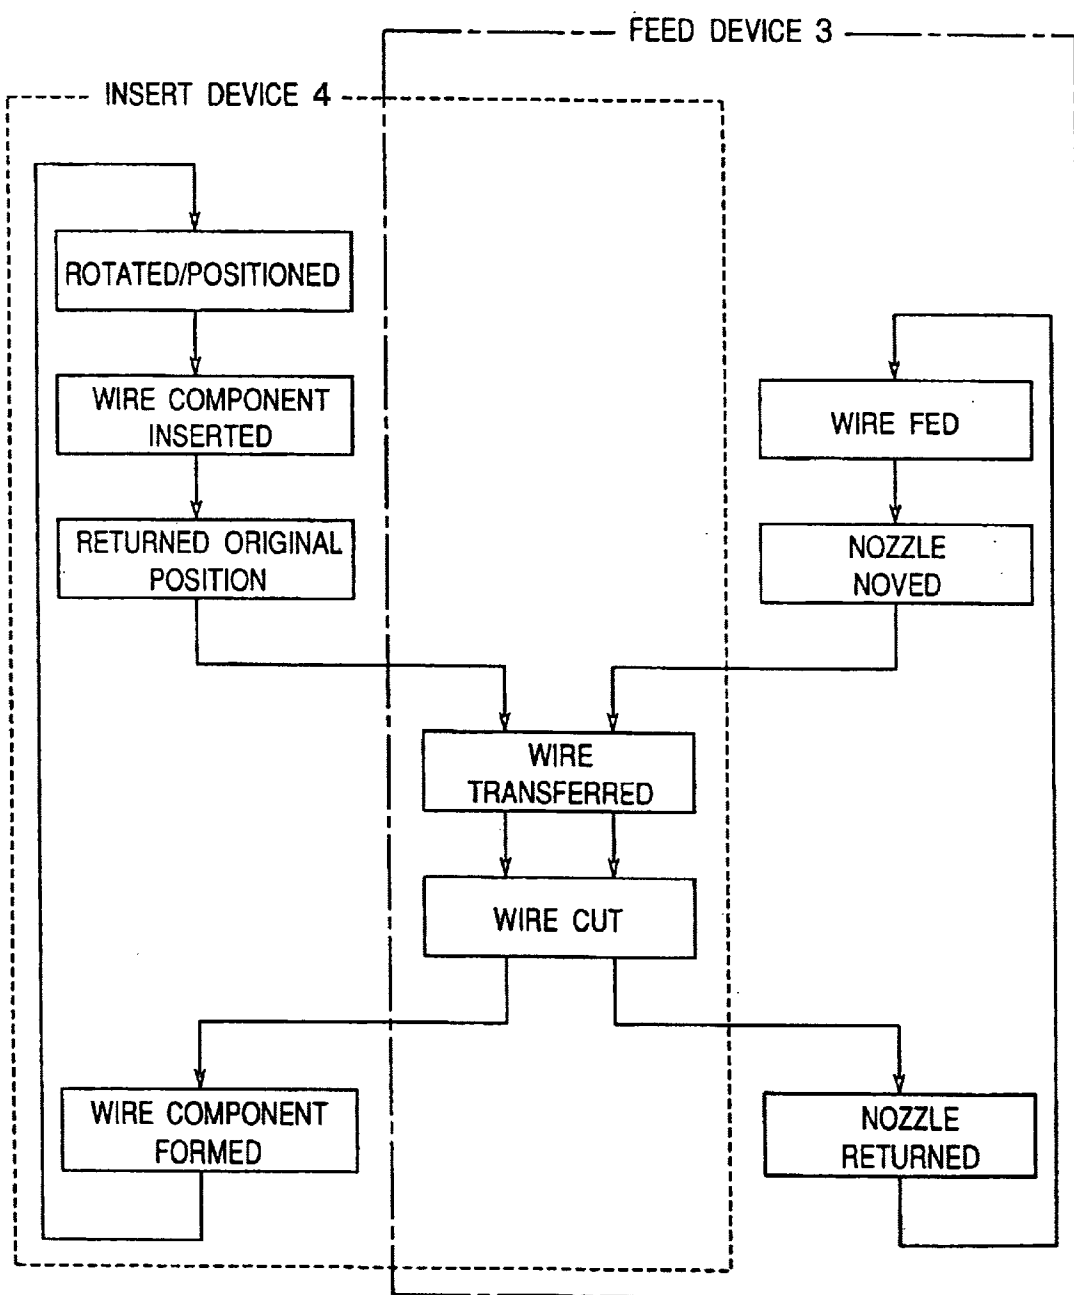 FEED DEVICE 3
INSERT DEVICE 4
ROTATED/POSITIONED
WIRE COMPONENT
INSERTED
RETURNED ORIGINAL
POSITION
WIRE FED
NOZZLE
NOVED
WIRE
TRANSFERRED
WIRE CUT
WIRE COMPONENT
FORMED
NOZZLE
RETURNED